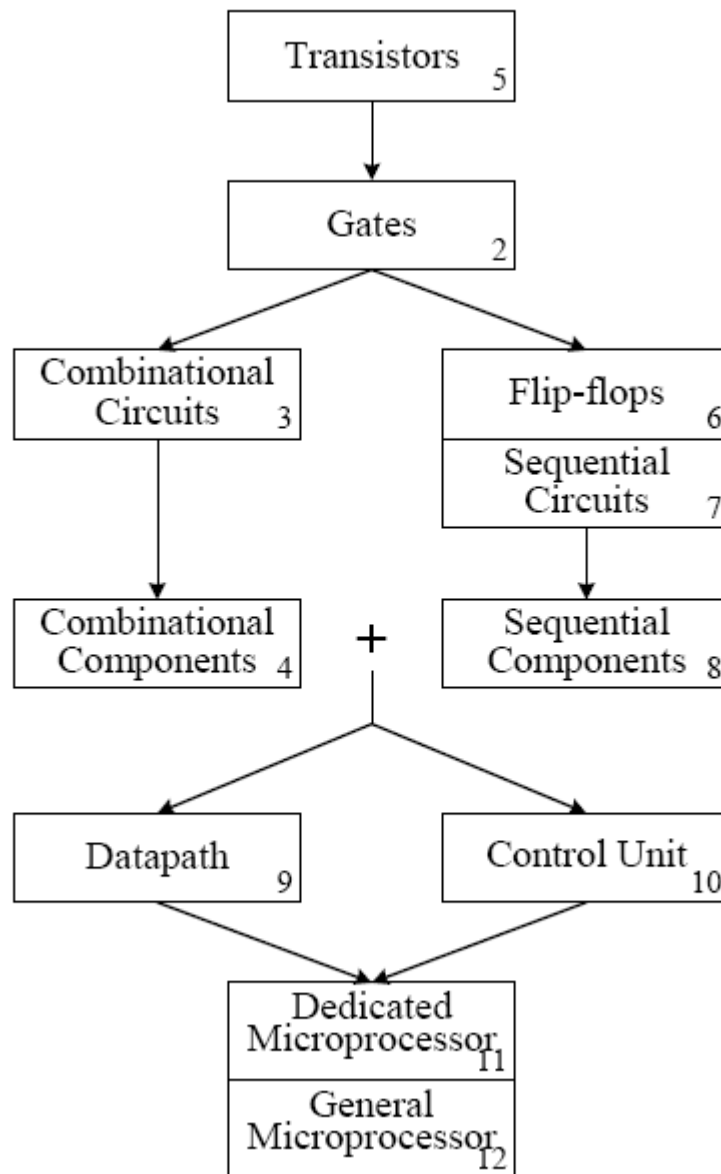 Transistors
5
Gates
2
Combinational
Circuits
3
Flip-flops
6
Sequential
Circuits
7
Combinational
Components
4
+
Sequential
Components
8
Datapath
9
Control Unit
10
Dedicated
Microprocessor
11
General
Microprocessor
12